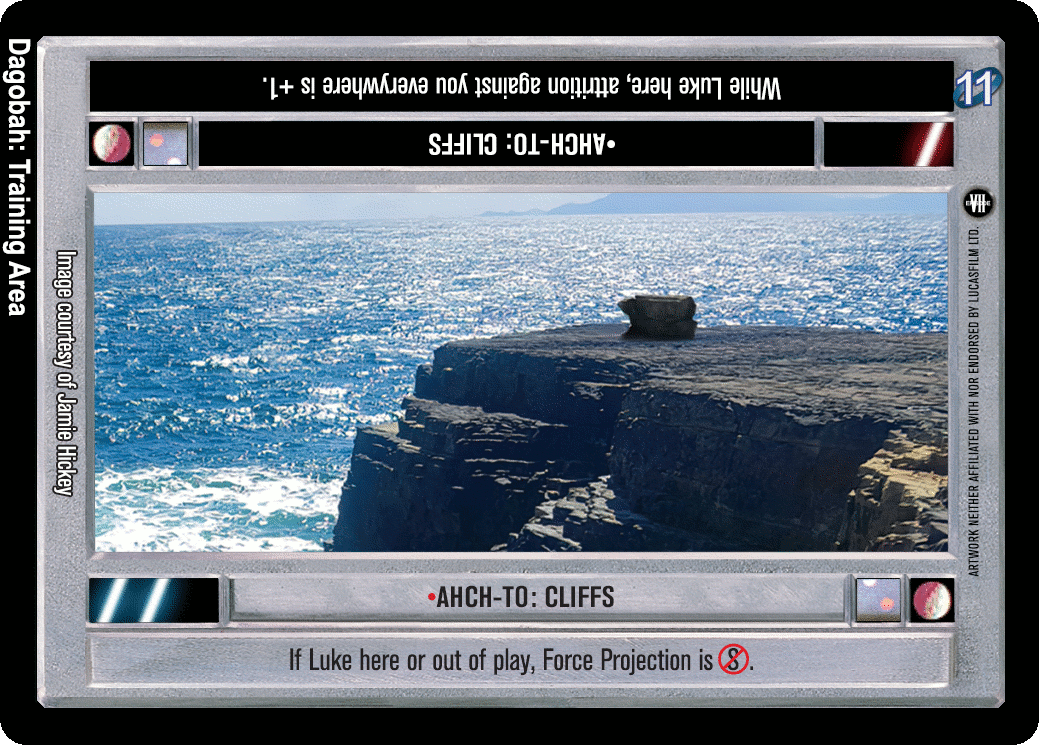 While Luke here, attrition against you everywhere is +1.
•AHCH-TO: CLIFFS
11
EPISODE VII
Dagobah: Training Area
Image courtesy of Jamie Hickey
ARTWORK NEITHER AFFILIATED WITH NOR ENDORSED BY LUCASFILM LTD.
•AHCH-TO: CLIFFS
If Luke here or out of play, Force Projection is 8.